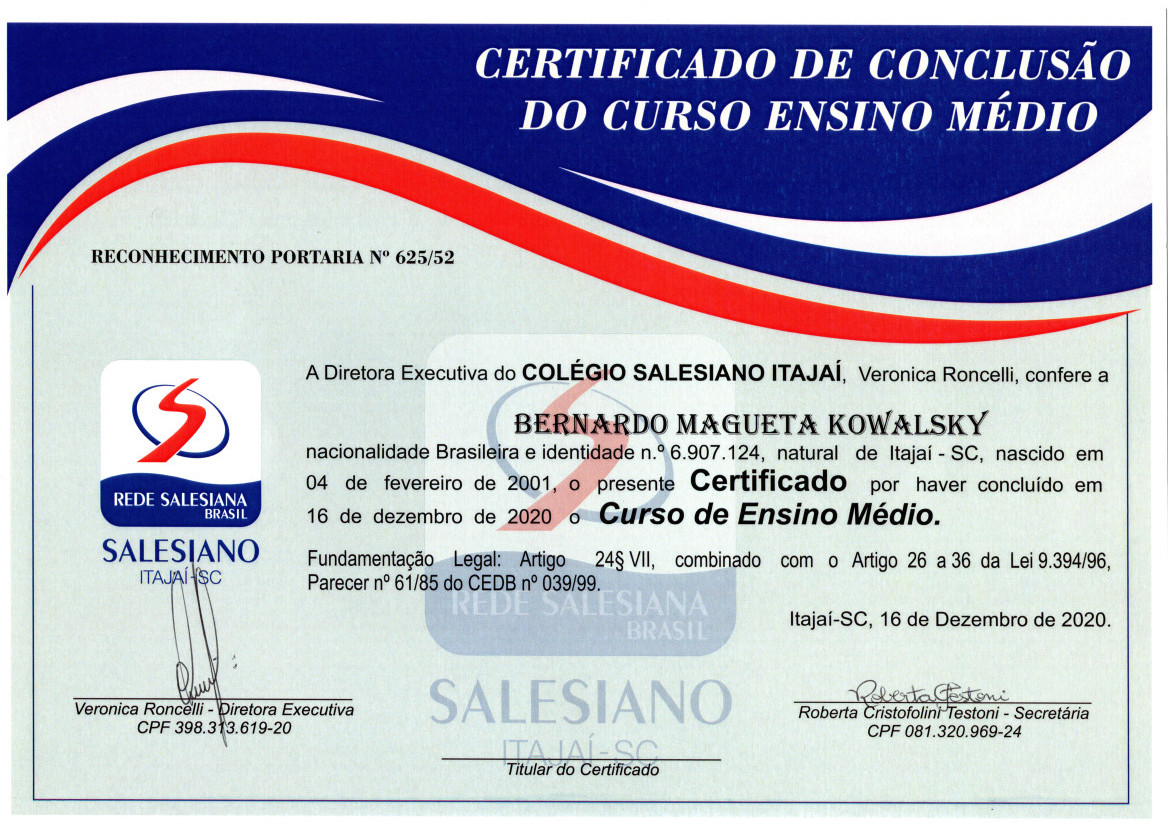 CERTIFICADO DE CONCLUSÃO
DO CURSO ENSINO MÉDIO
RECONHECIMENTO PORTARIA Nº 625/52
A Diretora Executiva do COLÉGIO SALESIANO ITAJAÍ, Veronica Roncelli, confere a
BERNARDO MAGUETA KOWALSKY
nacionalidade Brasileira e identidade n.º 6.907.124, natural de Itajaí - SC, nascido em
04 de fevereiro de 2001, o presente Certificado por haver concluído em
16 de dezembro de 2020 o Curso de Ensino Médio.
Fundamentação Legal: Artigo 24§ VII, combinado com o Artigo 26 a 36 da Lei 9.394/96,
Parecer nº 61/85 do CEDB nº 039/99.
Itajaí-SC, 16 de Dezembro de 2020.
REDE SALESIANA
BRASIL
SALESIANO
ITAJAÍ-SC
REDE SALESIANA
BRASIL
SALESIANO
ITAJAÍ-SC
Veronica Roncelli - Diretora Executiva
CPF 398.313.619-20
Titular do Certificado
Roberta Testoni
Roberta Cristofolini Testoni - Secretária
CPF 081.320.969-24